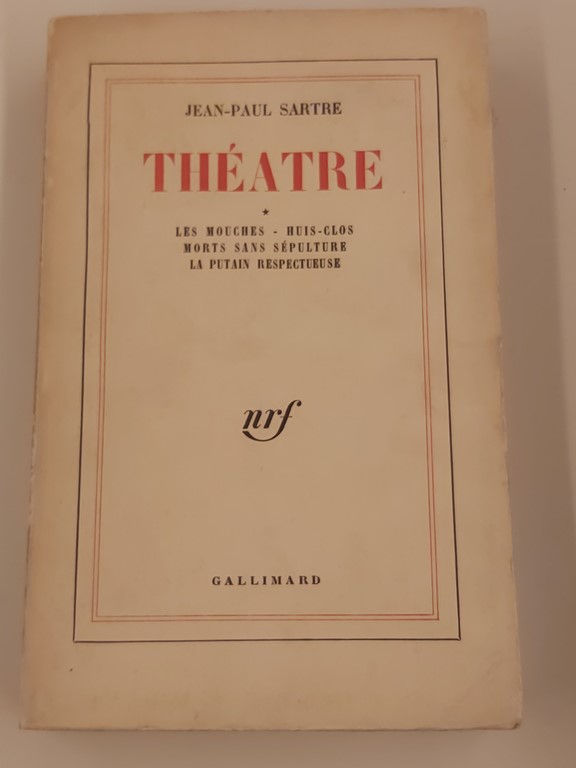 JEAN-PAUL SARTRE
THÉATRE
★
LES MOUCHES - HUIS-CLOS
MORTS SANS SÉPULTURE
LA PUTAIN RESPECTUEUSE
nrf
GALLIMARD